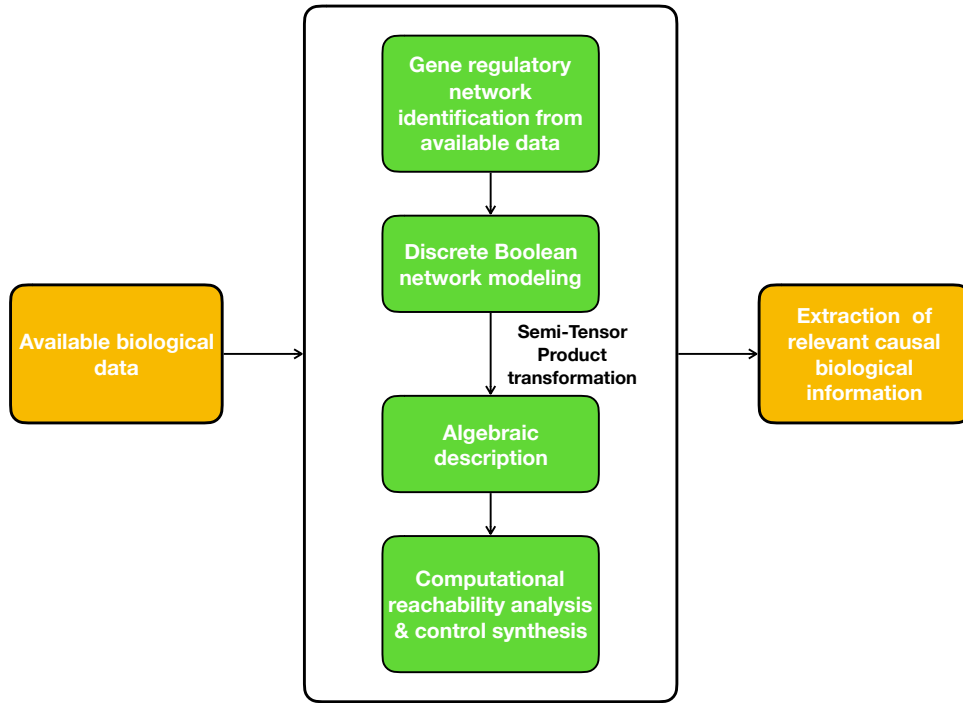 Gene regulatory
network
identification from
available data
Discrete Boolean
network modeling
Available biological
data
Semi-Tensor
Product
transformation
Extraction of
relevant causal
biological
information
Algebraic
description
Computational
reachability analysis
& control synthesis